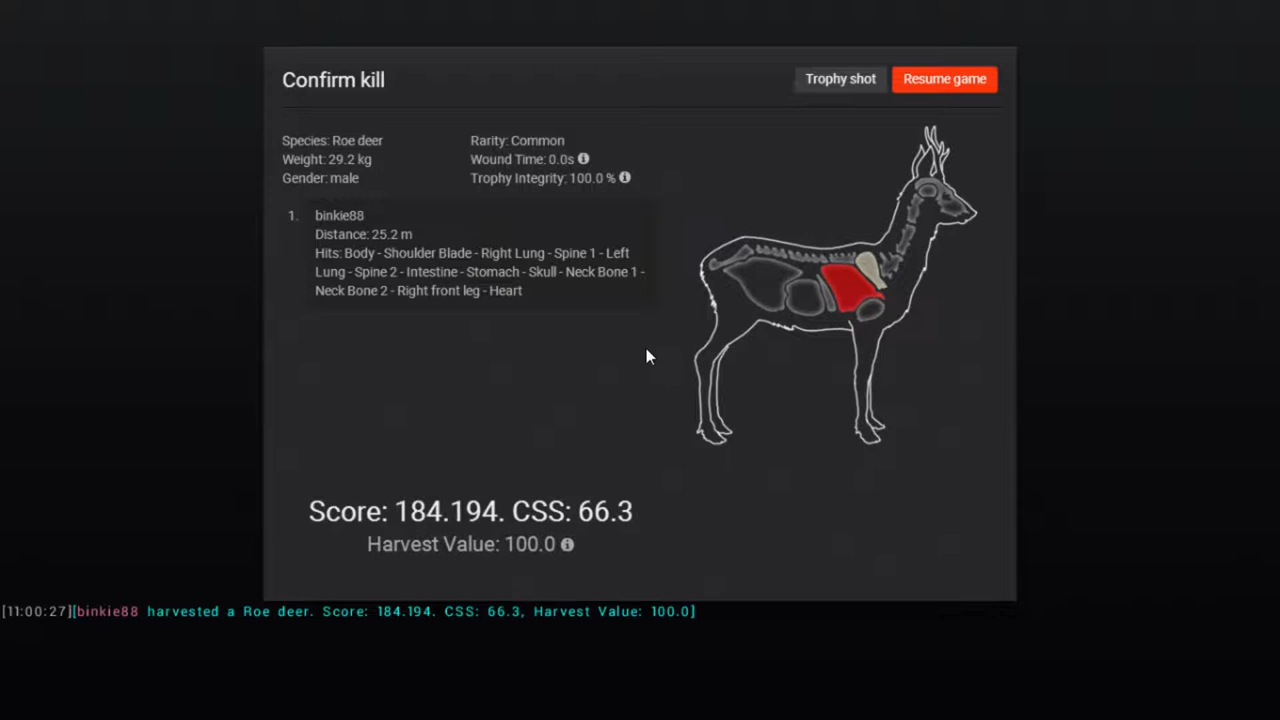 Confirm kill
Trophy shot
Resume game
Species: Roe deer
Rarity: Common
Weight: 29.2 kg
Wound Time: 0.0s
Gender: male
Trophy Integrity: 100.0 %
1. binkie88
Distance: 25.2 m
Hits: Body - Shoulder Blade - Right Lung - Spine 1 - Left
Lung - Spine 2 - Intestine - Stomach - Skull - Neck Bone 1 -
Neck Bone 2 - Right front leg - Heart
Score: 184.194. CSS: 66.3
Harvest Value: 100.0
[11:00:27][binkie88 harvested a Roe deer. Score: 184.194. CSS: 66.3, Harvest Value: 100.0]